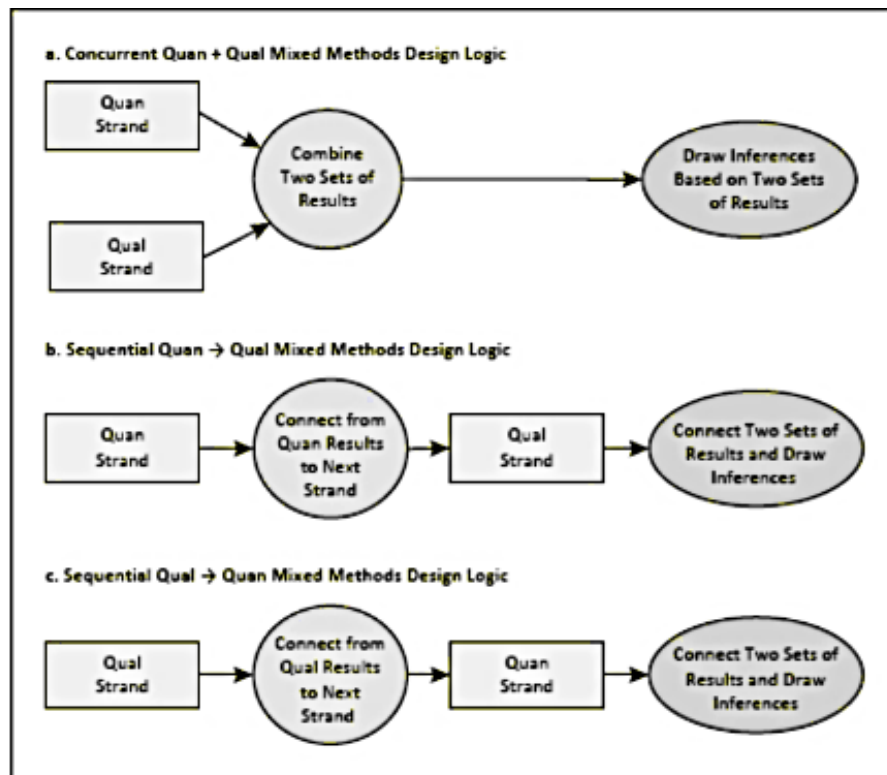 a. Concurrent Quan + Qual Mixed Methods Design Logic
Quan
Strand
Combine
Two Sets of
Results
Draw Inferences
Based on Two Sets
of Results
Qual
Strand
b. Sequential Quan → Qual Mixed Methods Design Logic
Quan
Strand
Connect from
Quan Results
to Next
Strand
Qual
Strand
Connect Two Sets of
Results and Draw
Inferences
c. Sequential Qual → Quan Mixed Methods Design Logic
Qual
Strand
Connect from
Qual Results
to Next
Strand
Quan
Strand
Connect Two Sets of
Results and Draw
Inferences